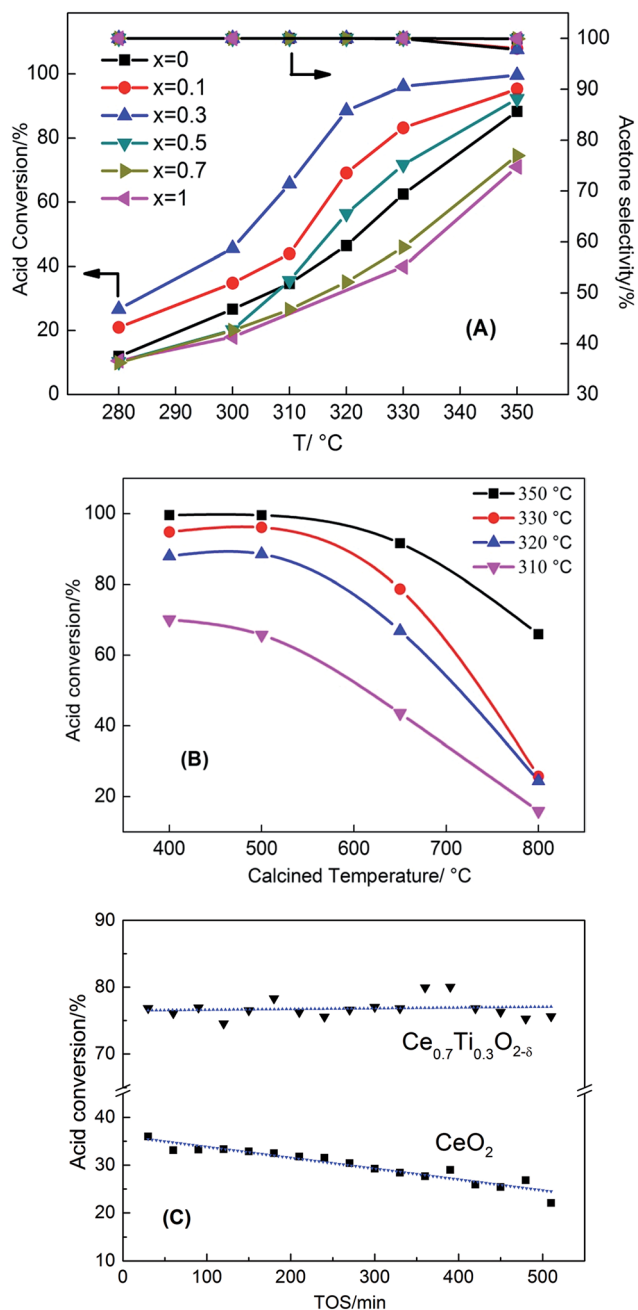 x=0
x=0.1
x=0.3
x=0.5
x=0.7
x=1
Acid Conversion/%
Acetone selectivity/%
100
80
60
40
20
0
100
90
80
70
60
50
40
30
(A)
280 290 300 310 320 330 340 350
T/ °C
350 °C
330 °C
320 °C
310 °C
Acid conversion/%
100
80
60
40
20
(B)
400 500 600 700 800
Calcined Temperature/ °C
Acid conversion/%
90
80
70
40
30
20
10
Ce0.7Ti0.3O2-δ
CeO2
(C)
0 100 200 300 400 500
TOS/min